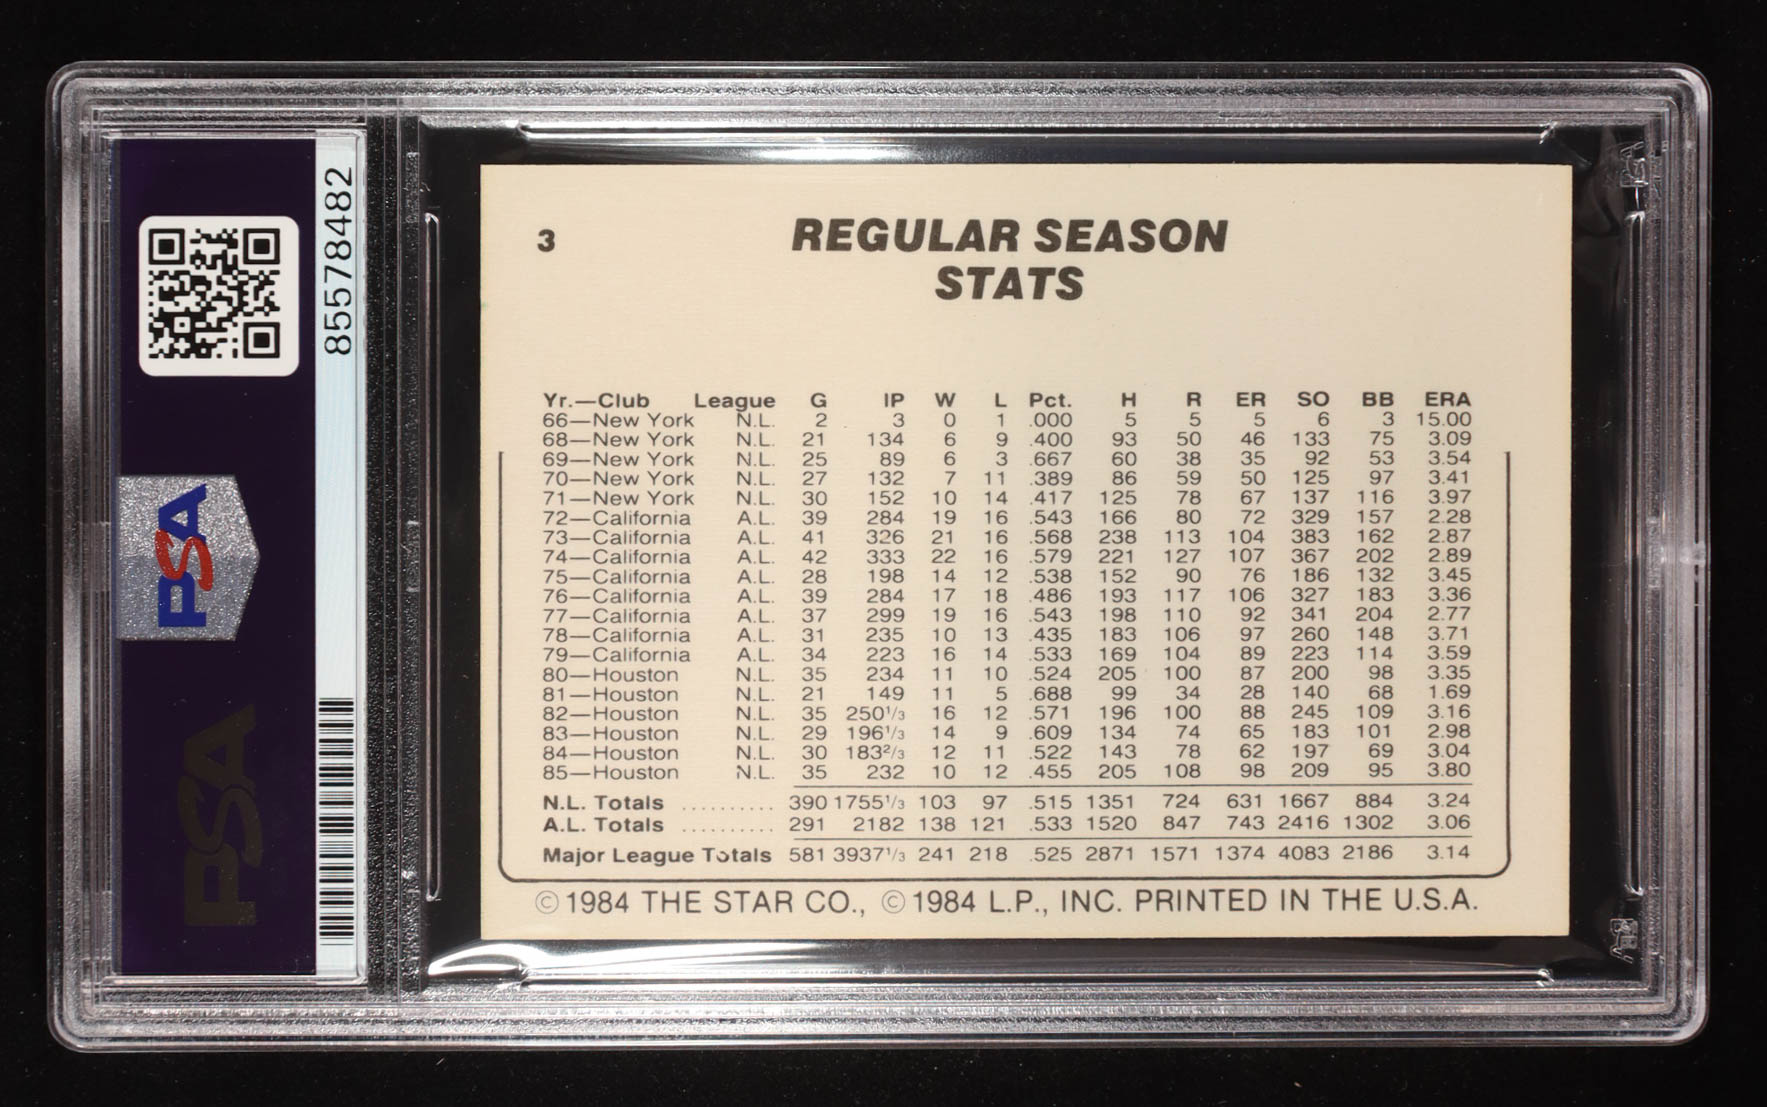 85578482
PSA
PSA
3
REGULAR SEASON
STATS
Yr.—Club League G IP W L Pct. H R ER SO BB ERA
66—New York N.L. 2 3 0 1 .000 5 5 5 6 3 15.00
68—New York N.L. 21 134 6 9 .400 93 50 46 133 75 3.09
69—New York N.L. 25 89 6 3 .667 60 38 35 92 53 3.54
70—New York N.L. 27 132 7 11 .389 86 59 50 125 97 3.41
71—New York N.L. 30 152 10 14 .417 125 78 67 137 116 3.97
72—California A.L. 39 284 19 16 .543 166 80 72 329 157 2.28
73—California A.L. 41 326 21 16 .568 238 113 104 383 162 2.87
74—California A.L. 42 333 22 16 .579 221 127 107 367 202 2.89
75—California A.L. 28 198 14 12 .538 152 90 76 186 132 3.45
76—California A.L. 39 284 17 18 .486 193 117 106 327 183 3.36
77—California A.L. 37 299 19 16 .543 198 110 92 341 204 2.77
78—California A.L. 31 235 10 13 .435 183 106 97 260 148 3.71
79—California A.L. 34 223 16 14 .533 169 104 89 223 114 3.59
80—Houston N.L. 35 234 11 10 .524 205 100 87 200 98 3.35
81—Houston N.L. 21 149 11 5 .688 99 34 28 140 68 1.69
82—Houston N.L. 35 250⅓ 16 12 .571 196 100 88 245 109 3.16
83—Houston N.L. 29 196⅓ 14 9 .609 134 74 65 183 101 2.98
84—Houston N.L. 30 183⅔ 12 11 .522 143 78 62 197 69 3.04
85—Houston N.L. 35 232 10 12 .455 205 108 98 209 95 3.80
N.L. Totals .......... 390 1755⅓ 103 97 .515 1351 724 631 1667 884 3.24
A.L. Totals .......... 291 2182 138 121 .533 1520 847 743 2416 1302 3.06
Major League Totals 581 3937⅓ 241 218 .525 2871 1571 1374 4083 2186 3.14
© 1984 THE STAR CO., © 1984 L.P., INC. PRINTED IN THE U.S.A.